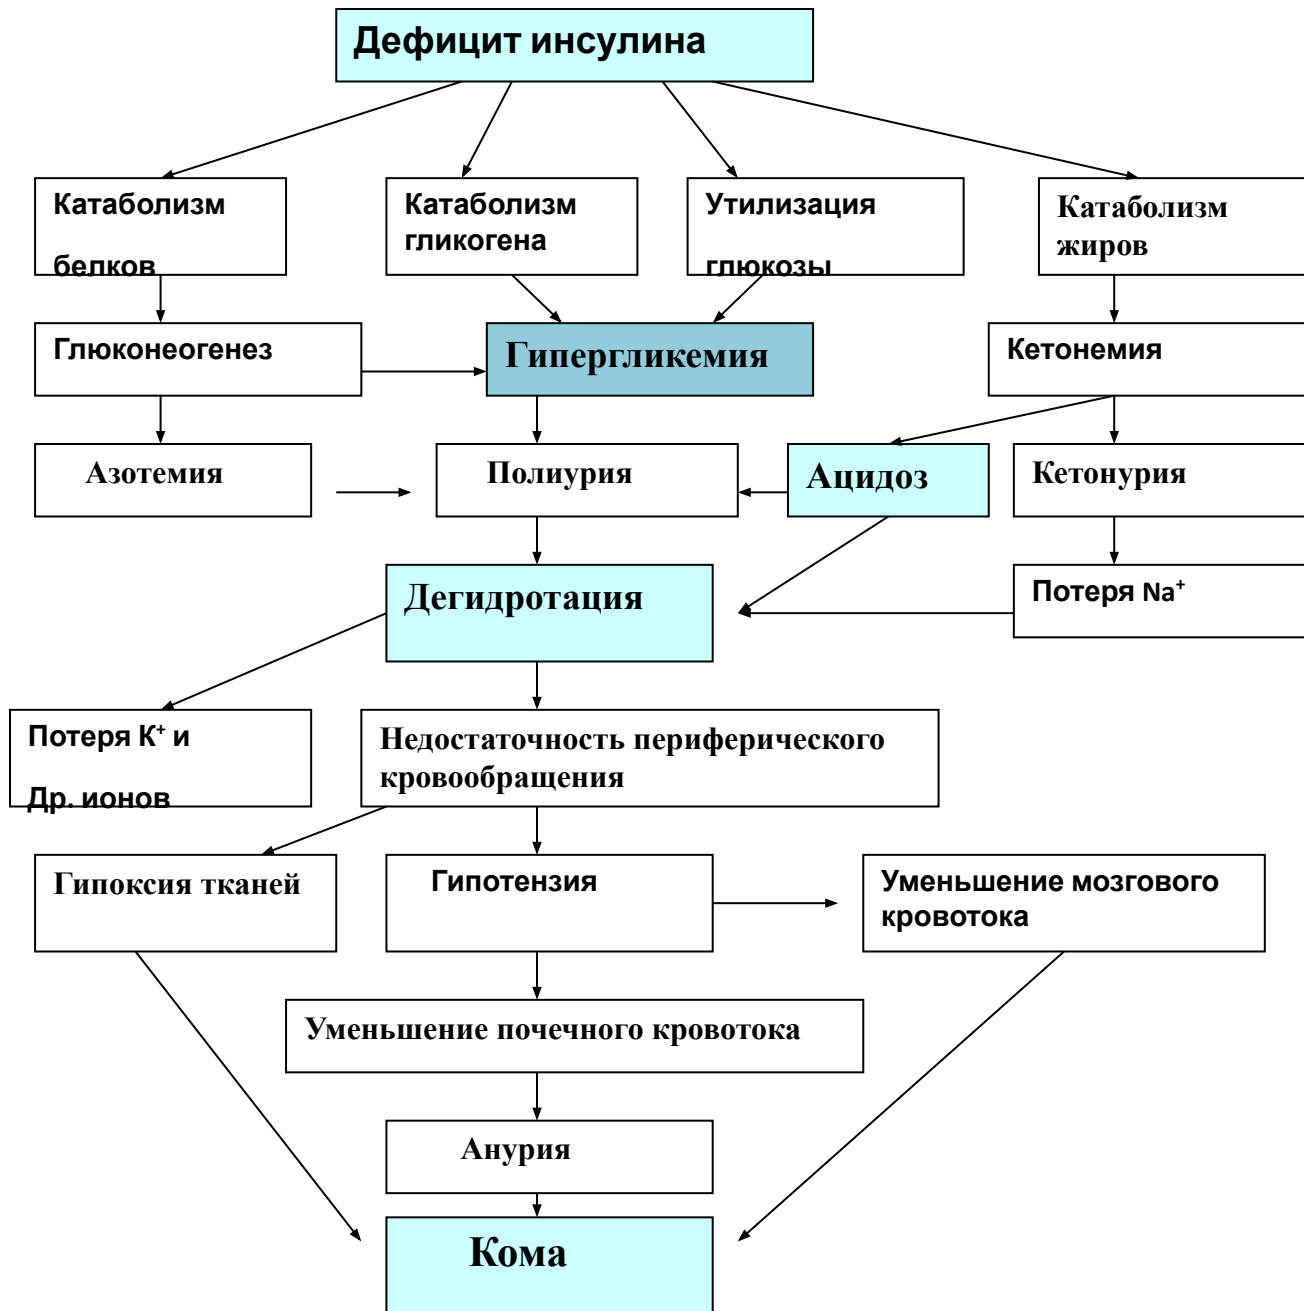 Дефицит инсулина
Катаболизм
белков
Катаболизм
гликогена
Утилизация
глюкозы
Катаболизм
жиров
Глюконеогенез
Гипергликемия
Кетонемия
Азотемия
Полиурия
Ацидоз
Кетонурия
Дегидротация
Потеря Na⁺
Потеря К⁺ и
Др. ионов
Недостаточность периферического
кровообращения
Гипоксия тканей
Гипотензия
Уменьшение мозгового
кровотока
Уменьшение почечного кровотока
Анурия
Кома